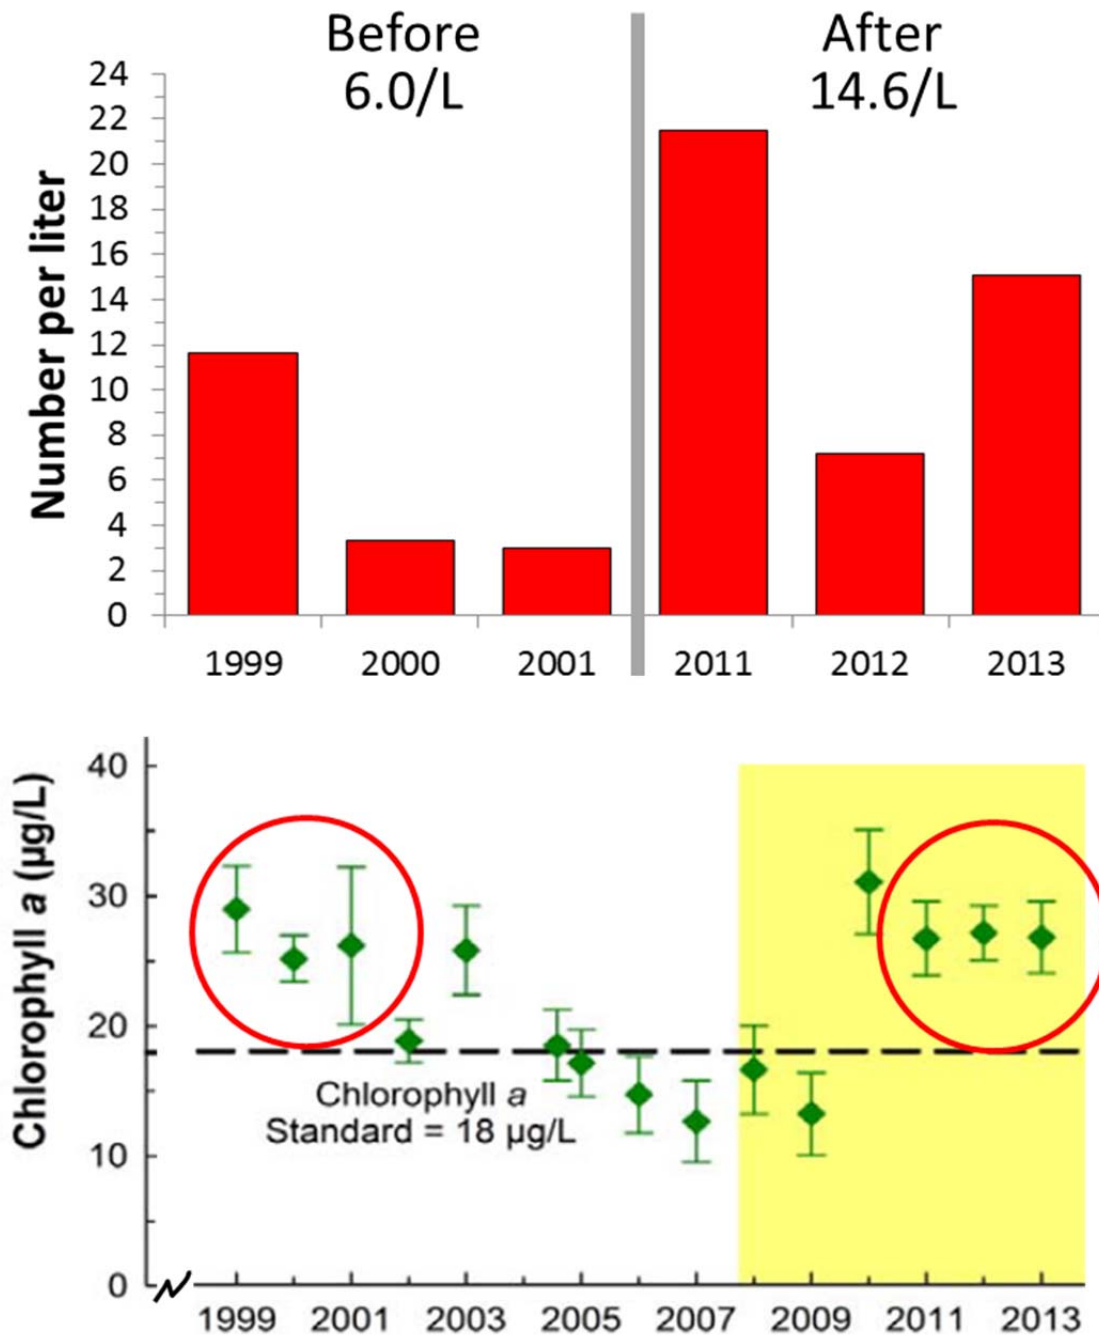 Before
6.0/L
After
14.6/L
Number per liter
24
22
20
18
16
14
12
10
8
6
4
2
0
1999 2000 2001 2011 2012 2013
Chlorophyll a (µg/L)
40
30
20
10
0
Chlorophyll a
Standard = 18 µg/L
1999 2001 2003 2005 2007 2009 2011 2013